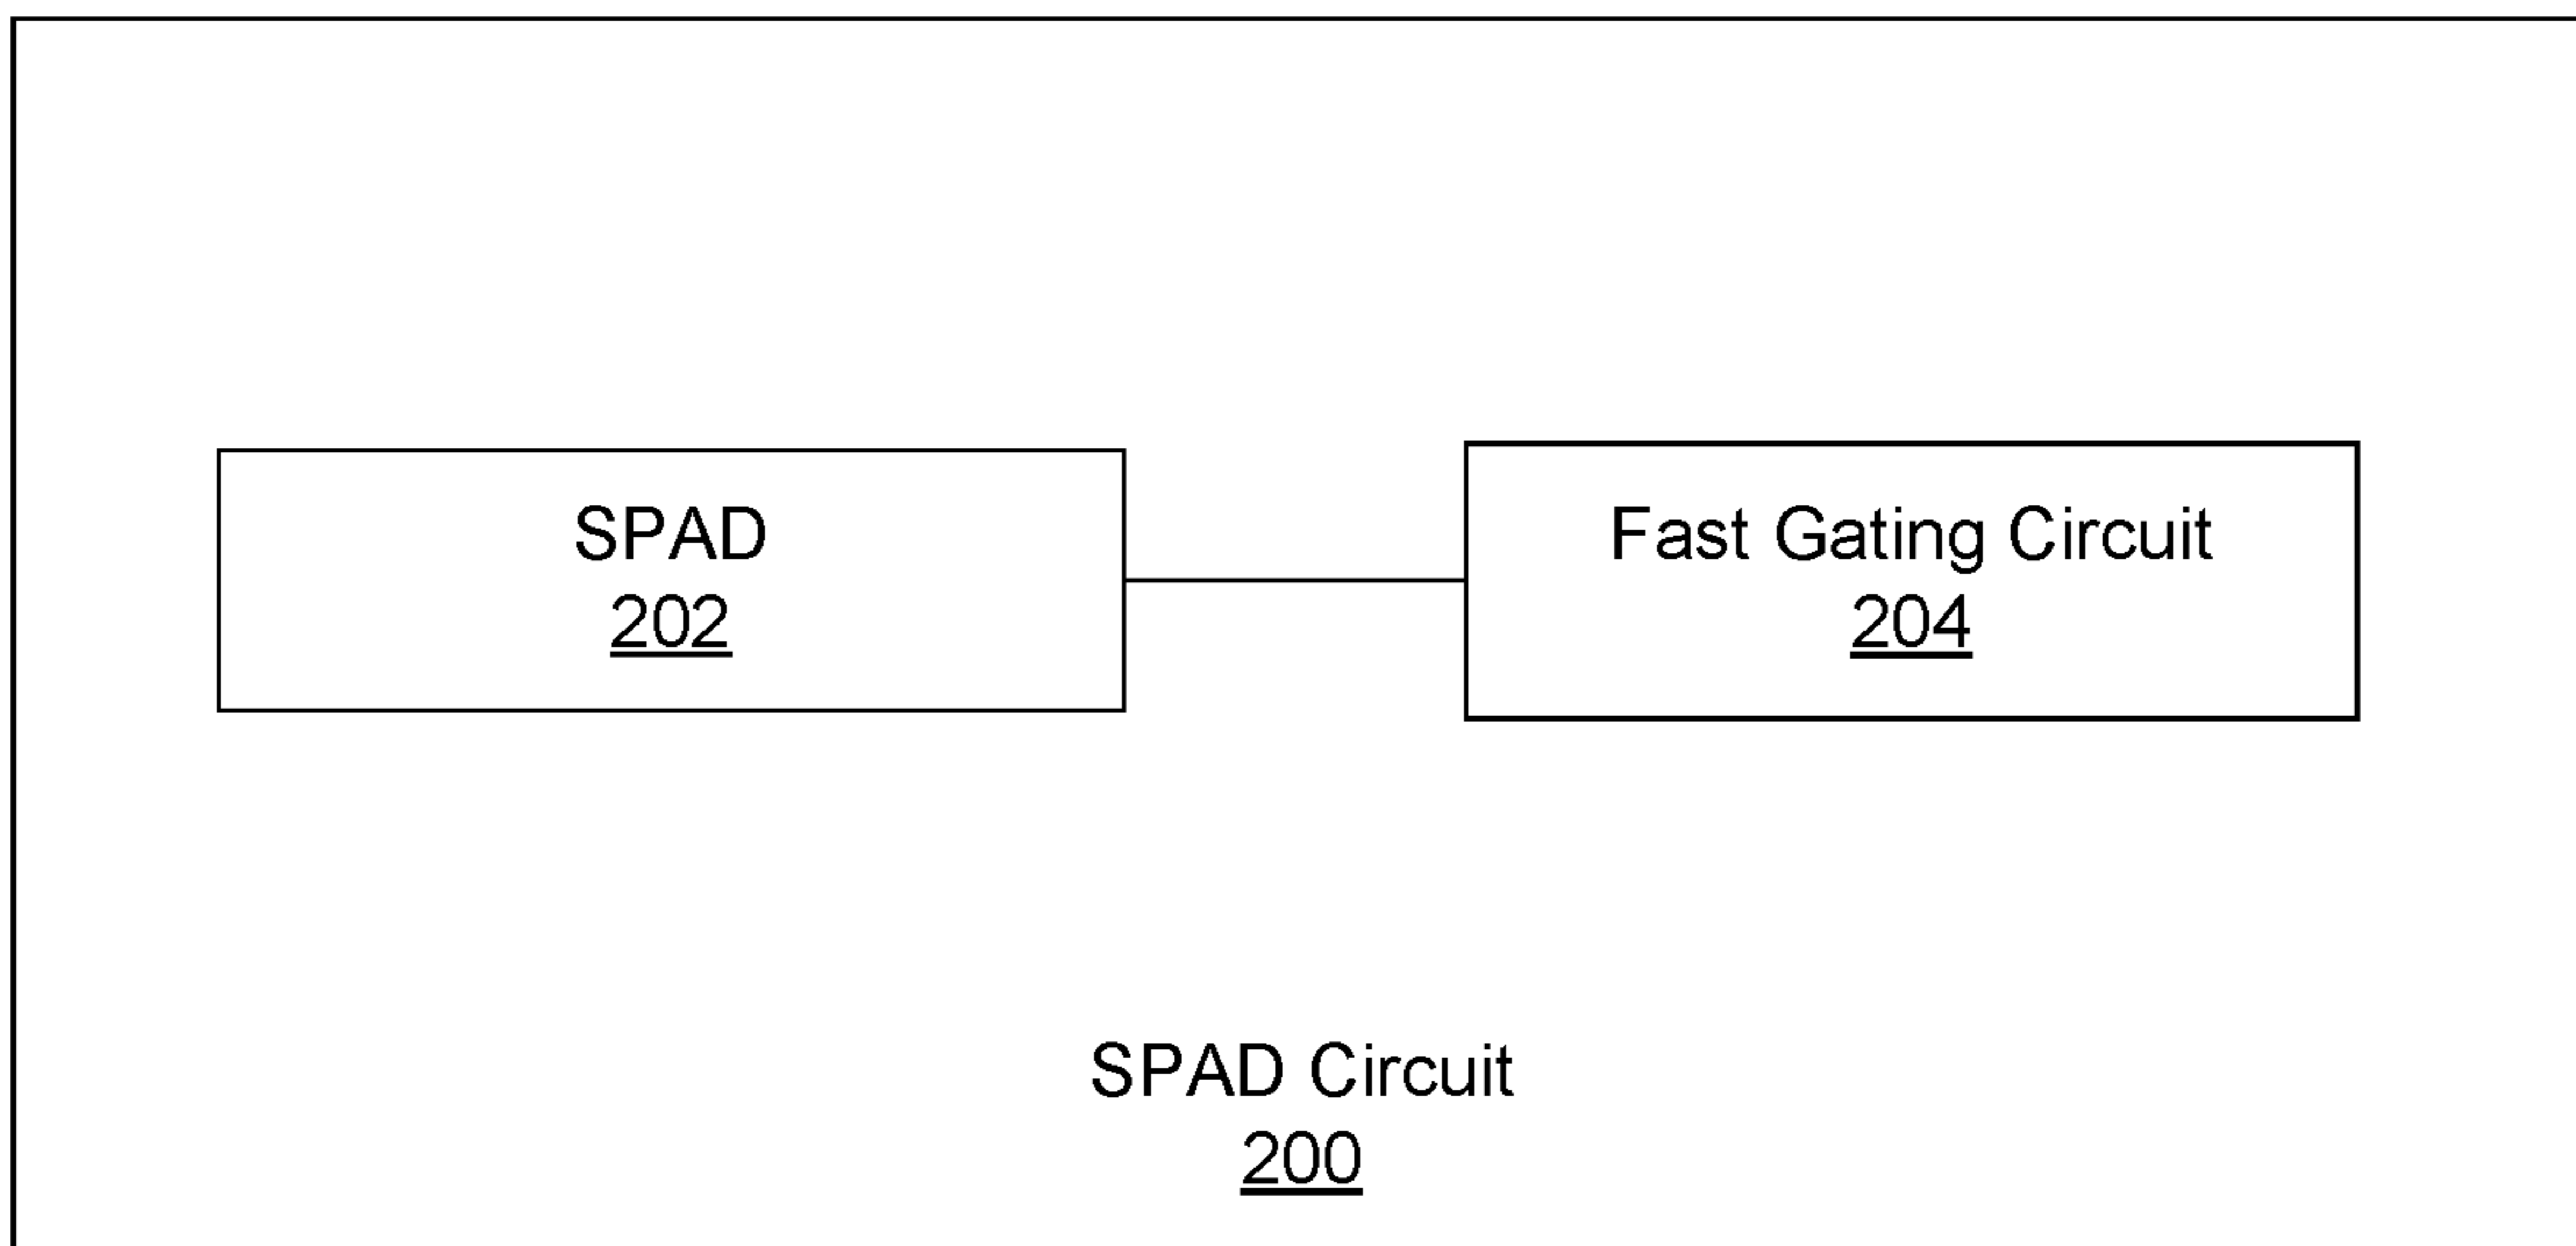 SPAD
202
Fast Gating Circuit
204
SPAD Circuit
200